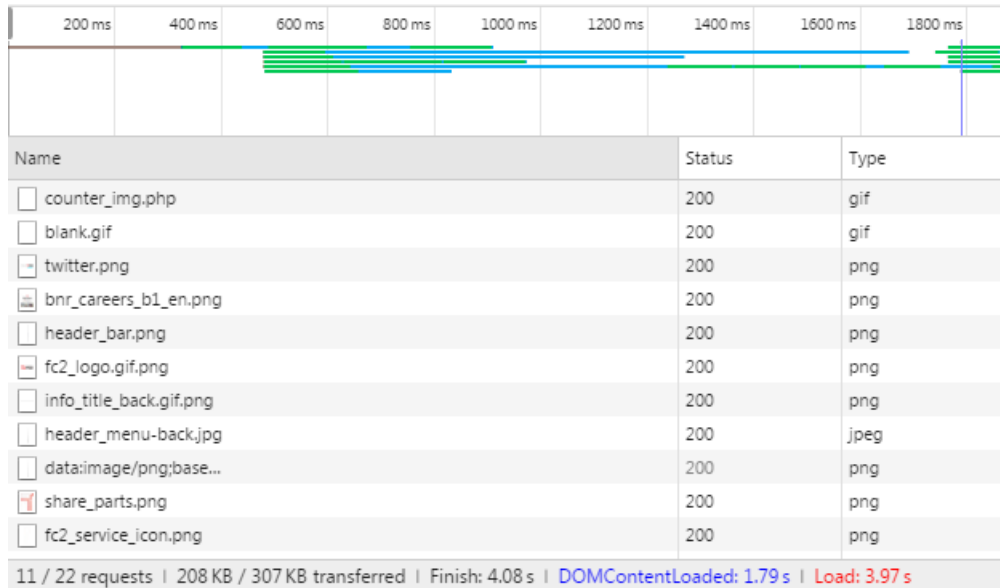 200 ms 400 ms 600 ms 800 ms 1000 ms 1200 ms 1400 ms 1600 ms 1800 ms
Name Status Type
counter_img.php 200 gif
blank.gif 200 gif
twitter.png 200 png
bnr_careers_b1_en.png 200 png
header_bar.png 200 png
fc2_logo.gif.png 200 png
info_title_back.gif.png 200 png
header_menu-back.jpg 200 jpeg
data:image/png;base... 200 png
share_parts.png 200 png
fc2_service_icon.png 200 png
11 / 22 requests | 208 KB / 307 KB transferred | Finish: 4.08 s | DOMContentLoaded: 1.79 s | Load: 3.97 s